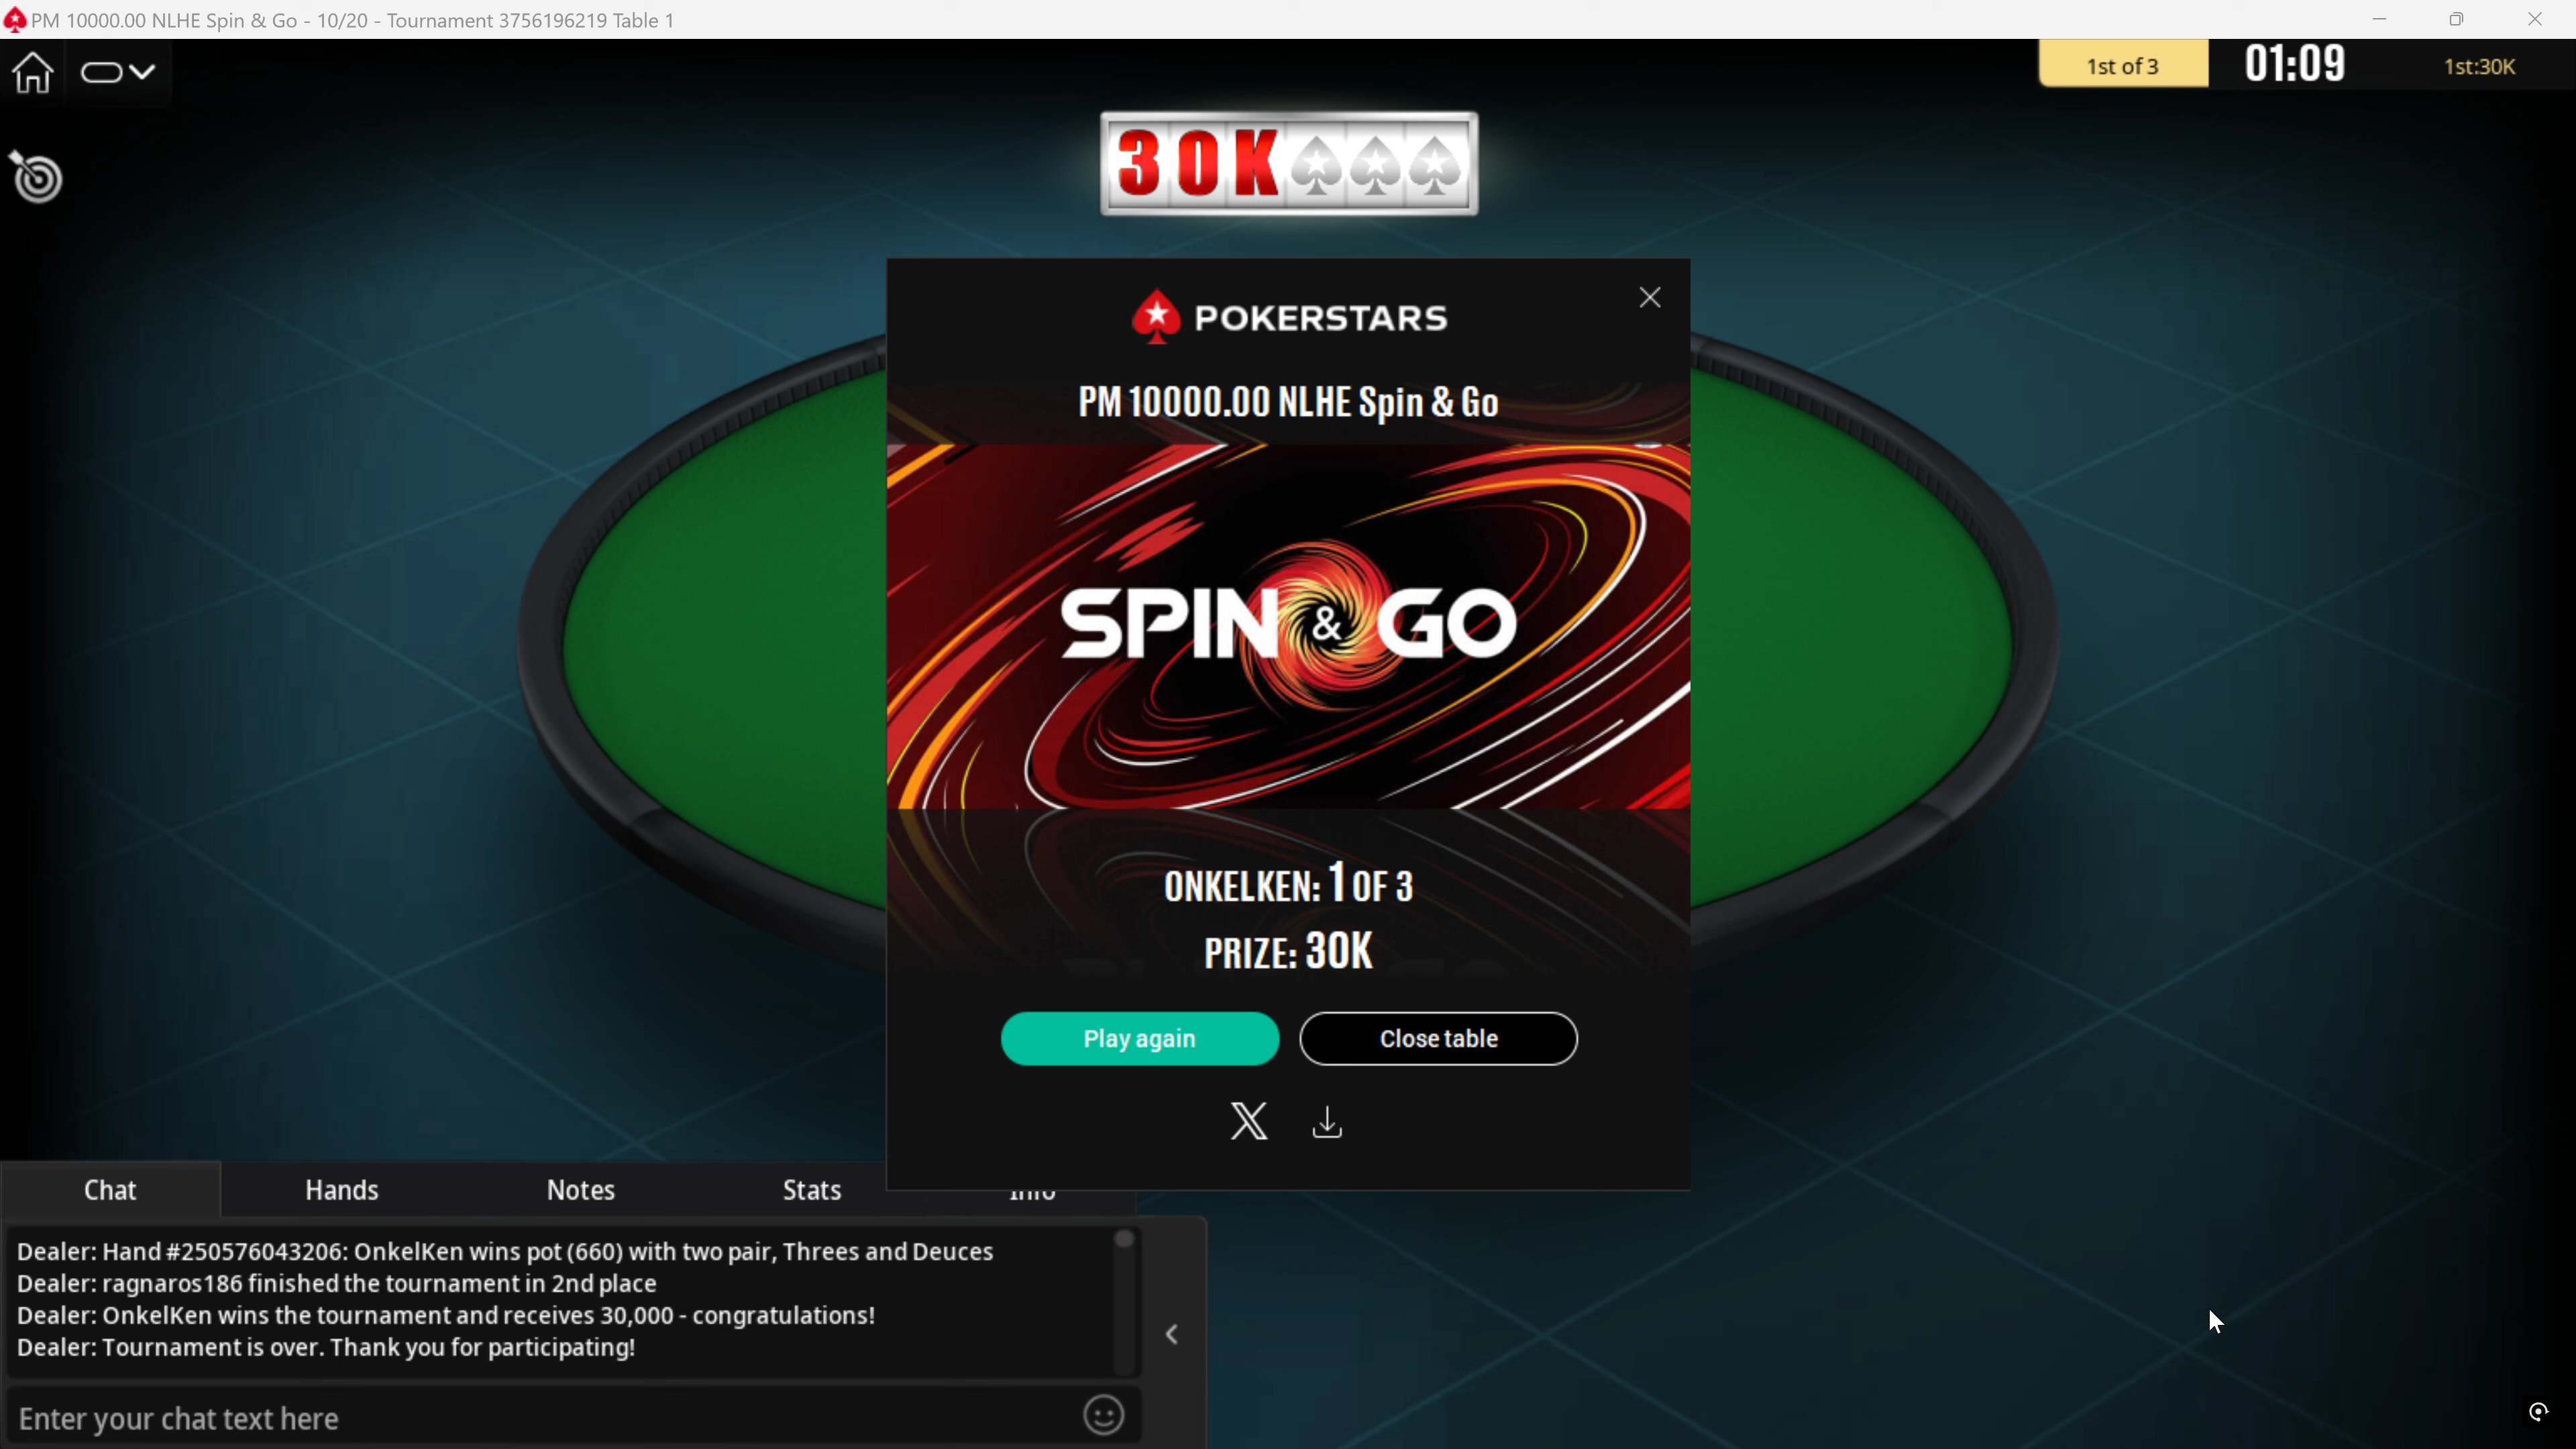 PM 10000.00 NLHE Spin & Go - 10/20 - Tournament 3756196219 Table 1
1st of 3
01:09
1st:30K
30K
POKERSTARS
PM 10000.00 NLHE Spin & Go
SPIN & GO
ONKELKEN: 1 OF 3
PRIZE: 30K
Play again
Close table
Chat
Hands
Notes
Stats
Info
Dealer: Hand #250576043206: OnkelKen wins pot (660) with two pair, Threes and Deuces
Dealer: ragnaros186 finished the tournament in 2nd place
Dealer: OnkelKen wins the tournament and receives 30,000 - congratulations!
Dealer: Tournament is over. Thank you for participating!
Enter your chat text here